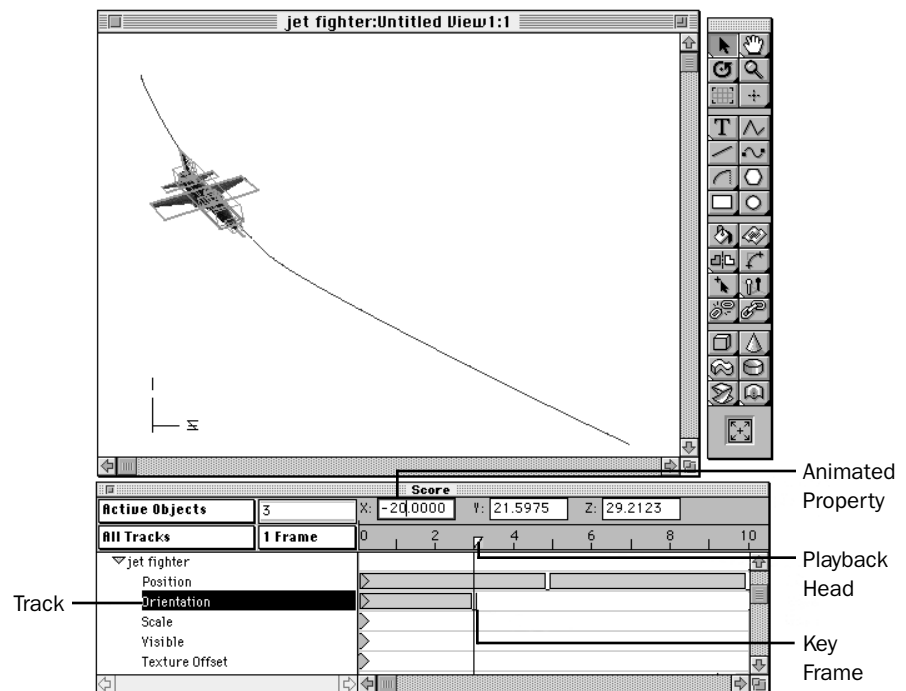 jet fighter:Untitled View1:1
T
Animated
Property
Score
Active Objects 3 X: -20.0000 Y: 21.5975 Z: 29.2123
All Tracks 1 Frame 0 2 4 6 8 10
Playback
Head
jet fighter
Position
Track
Orientation
Scale
Key
Frame
Visible
Texture Offset